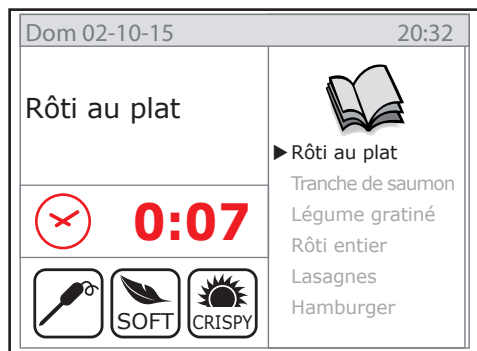 Dom 02-10-15 20:32
Rôti au plat
0:07
SOFT CRISPY
Rôti au plat
Tranche de saumon
Légume gratiné
Rôti entier
Lasagnes
Hamburger